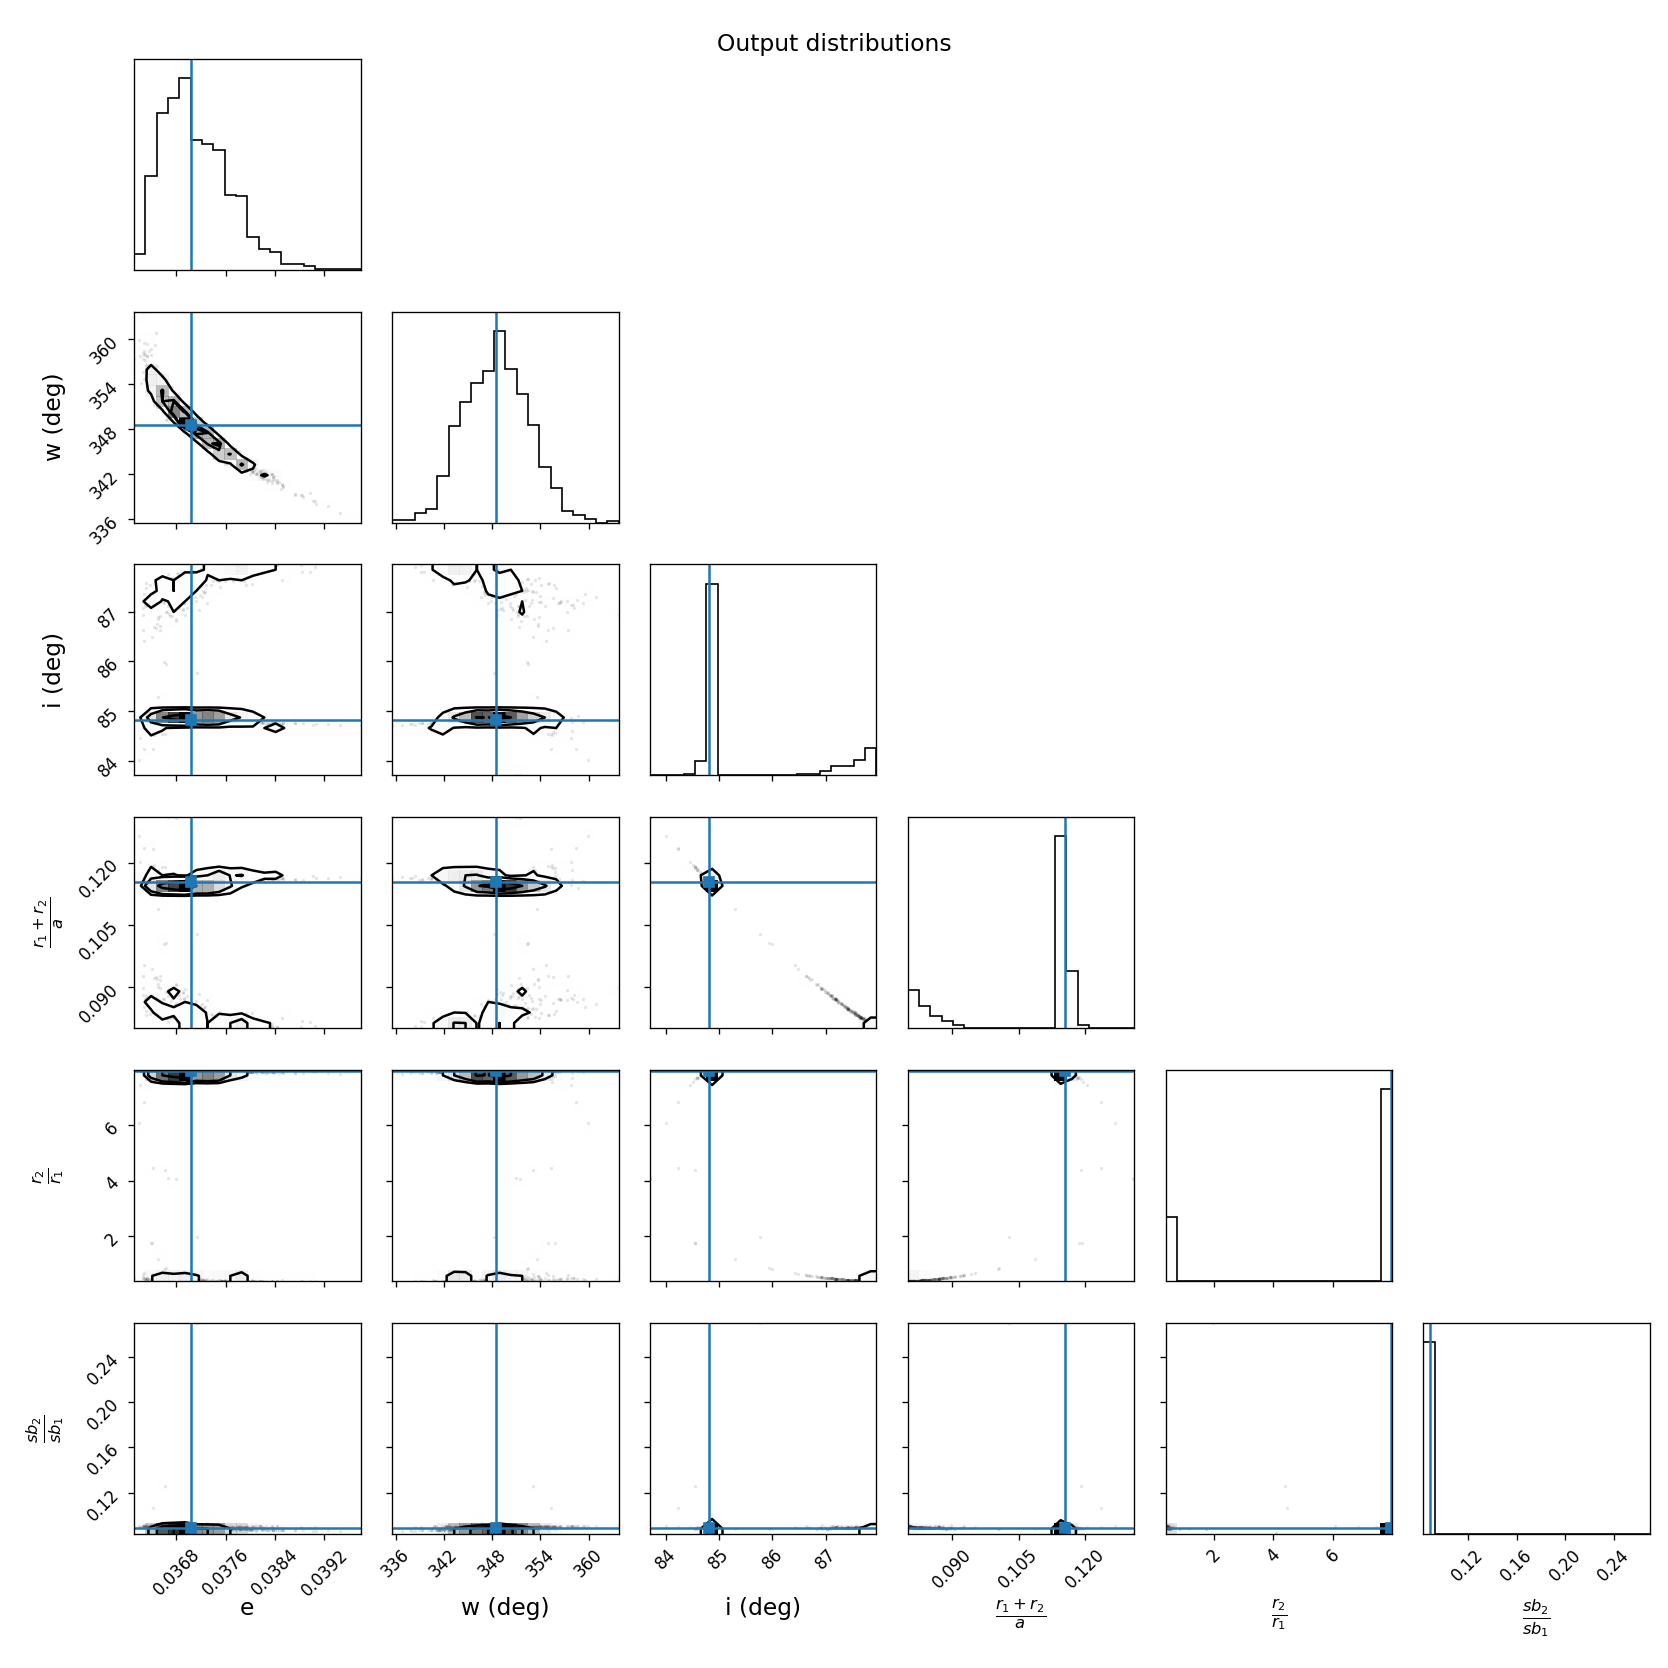 Output distributions
w (deg)
360
354
348
342
336
i (deg)
87
86
85
84
r₁ + r₂
a
0.120
0.105
0.090
r₂
r₁
6
4
2
sb₂
sb₁
0.24
0.20
0.16
0.12
0.0368 0.0376 0.0384 0.0392
336 342 348 354 360
84 85 86 87
0.090 0.105 0.120
2 4 6
0.12 0.16 0.20 0.24
e
w (deg)
i (deg)
r₁ + r₂
a
r₂
r₁
sb₂
sb₁